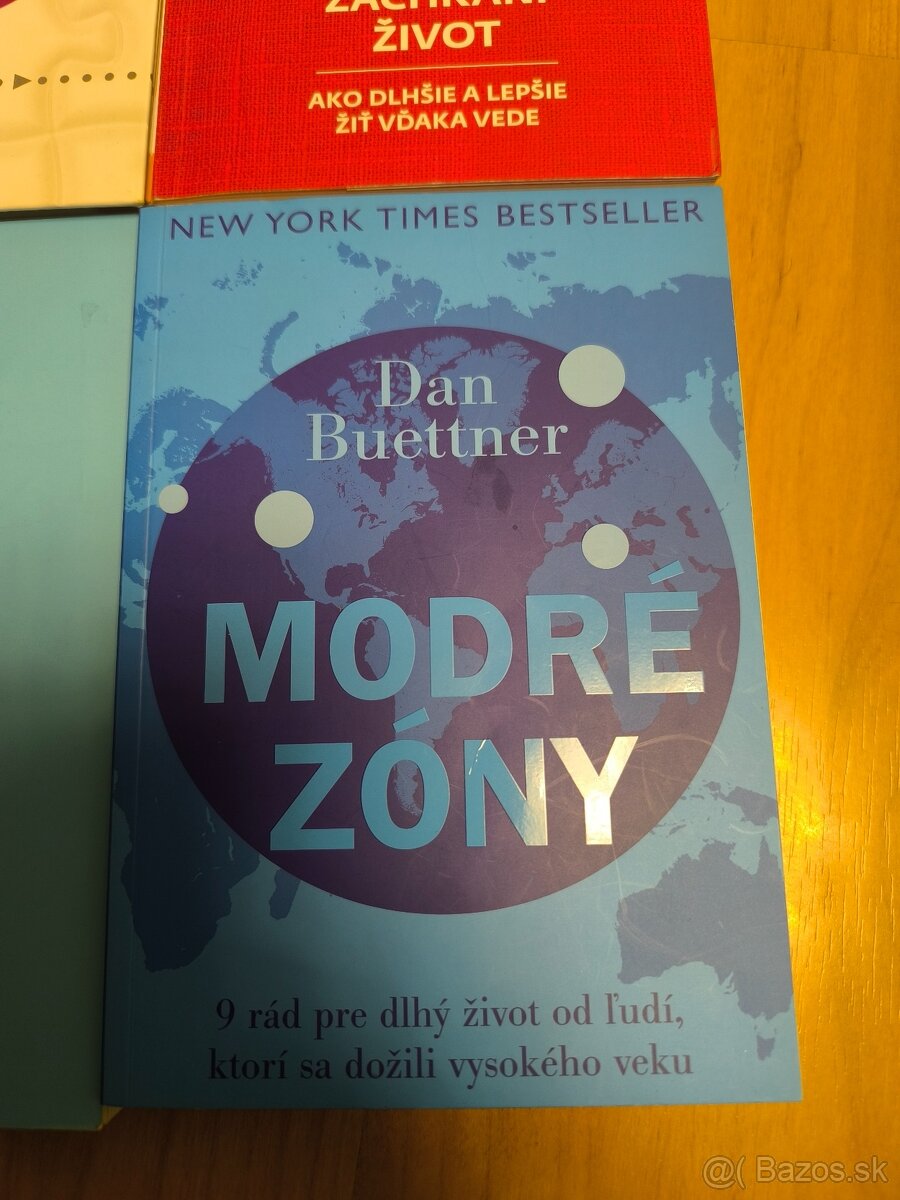 ZACHRÁNI
ŽIVOT
AKO DLHŠIE A LEPŠIE
ŽIŤ VĎAKA VEDE
NEW YORK TIMES BESTSELLER
Dan
Buettner
MODRÉ
ZÓNY
9 rád pre dlhý život od ľudí,
ktorí sa dožili vysokého veku
@( Bazos.sk